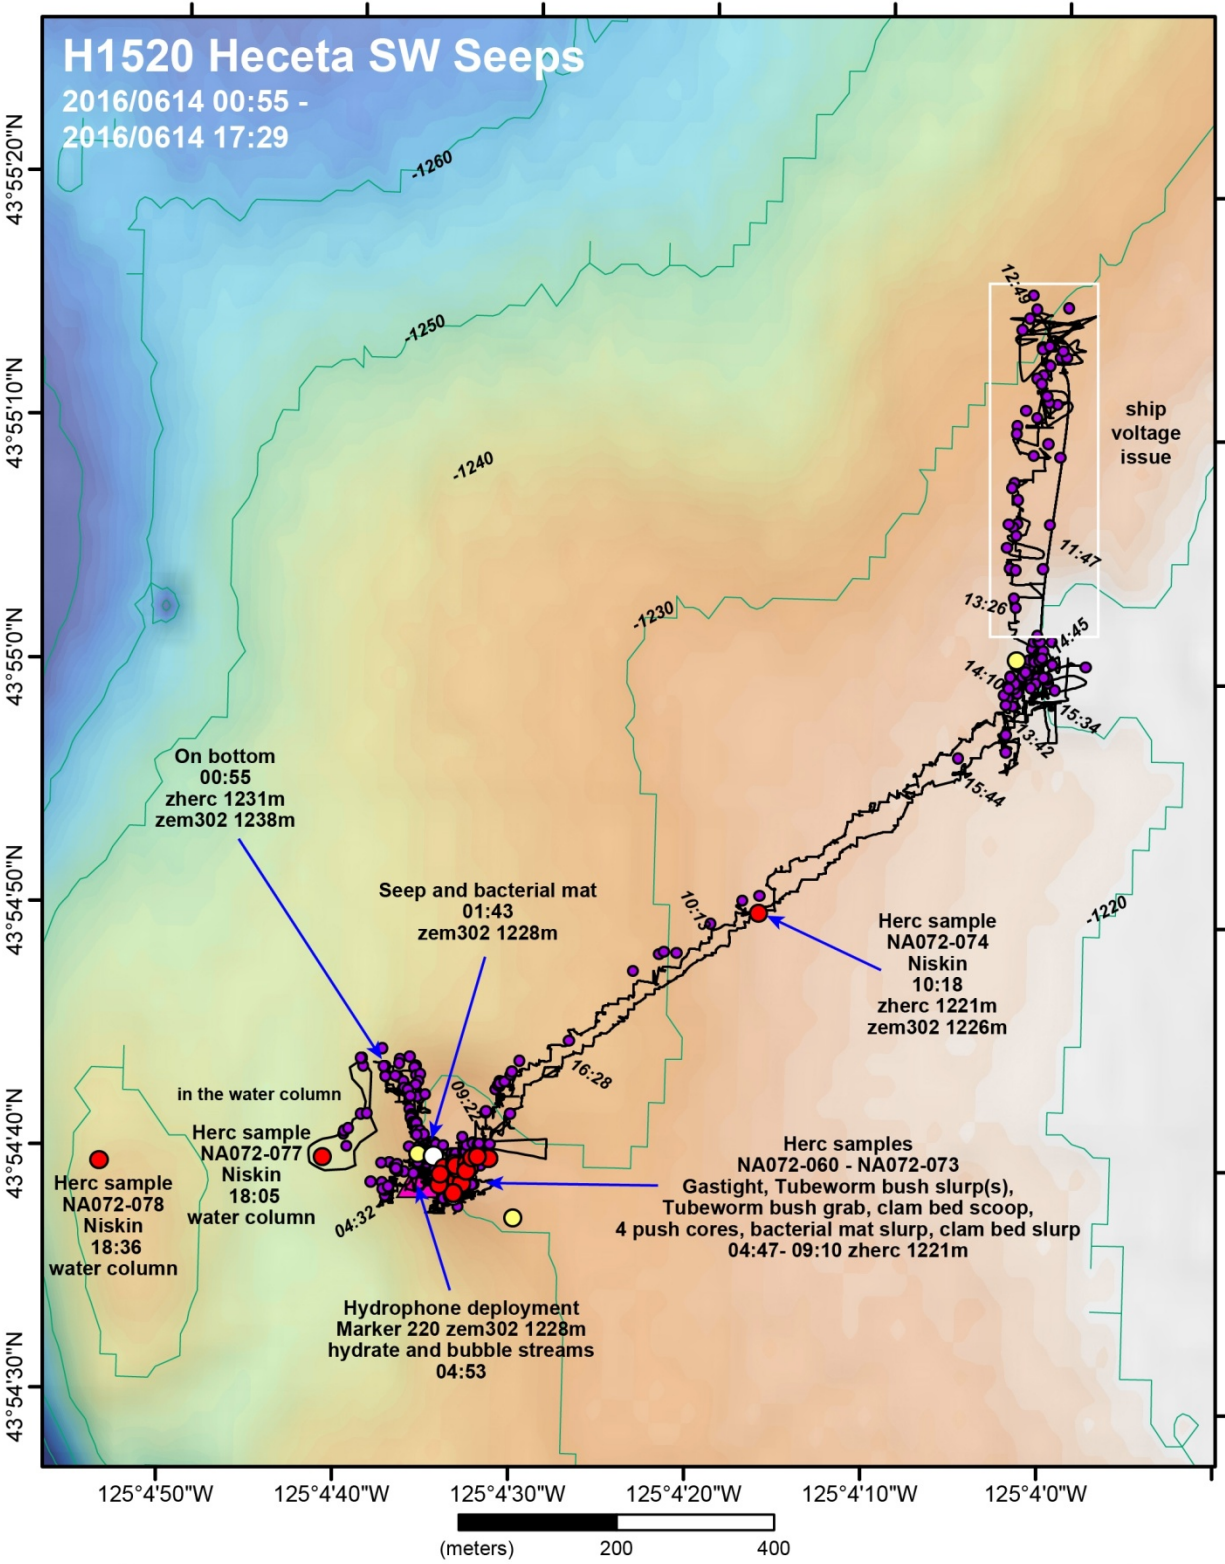 H1520 Heceta SW Seeps
2016/0614 00:55 -
2016/0614 17:29
43°55'20"N
43°55'10"N
43°55'0"N
43°54'50"N
43°54'40"N
43°54'30"N
-1260
-1250
-1240
-1230
-1220
12:49
ship
voltage
issue
11:47
13:26
14:45
14:10
15:34
13:42
15:44
On bottom
00:55
zherc 1231m
zem302 1238m
Seep and bacterial mat
01:43
zem302 1228m
10:15
Herc sample
NA072-074
Niskin
10:18
zherc 1221m
zem302 1226m
16:28
09:22
in the water column
Herc sample
NA072-077
Niskin
18:05
water column
Herc sample
NA072-078
Niskin
18:36
water column
04:32
Herc samples
NA072-060 - NA072-073
Gastight, Tubeworm bush slurp(s),
Tubeworm bush grab, clam bed scoop,
4 push cores, bacterial mat slurp, clam bed slurp
04:47- 09:10 zherc 1221m
Hydrophone deployment
Marker 220 zem302 1228m
hydrate and bubble streams
04:53
125°4'50"W
125°4'40"W
125°4'30"W
125°4'20"W
125°4'10"W
125°4'0"W
(meters)
200
400